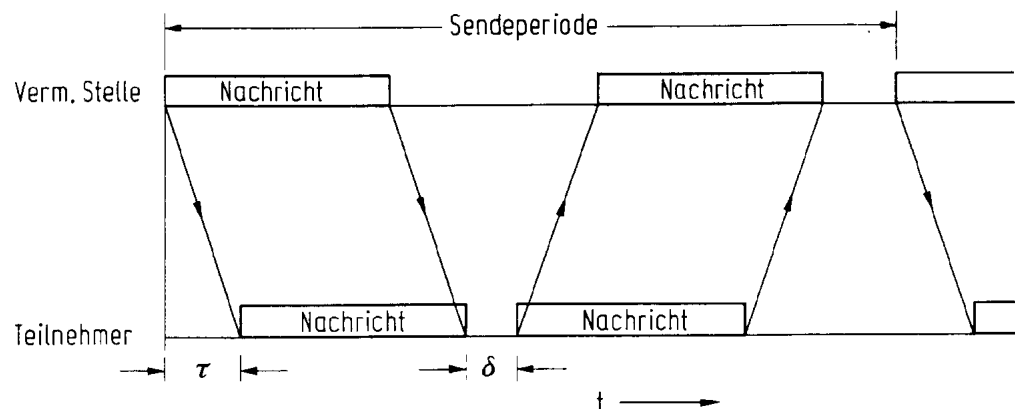 Sendeperiode
Verm. Stelle
Nachricht
Nachricht
Teilnehmer
Nachricht
Nachricht
τ
δ
t